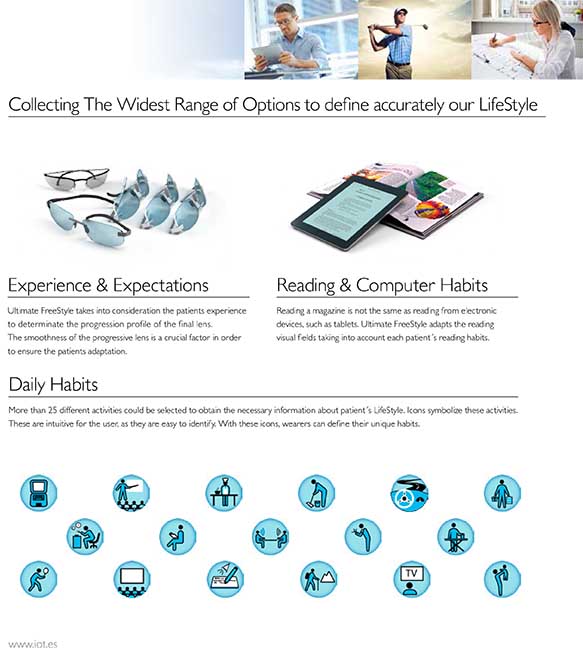 Collecting The Widest Range of Options to define accurately our LifeStyle
Experience & Expectations
Ultimate FreeStyle takes into consideration the patients experience
to determinate the progression profile of the final lens.
The smoothness of the progressive lens is a crucial factor in order
to ensure the patients adaptation.
Reading & Computer Habits
Reading a magazine is not the same as reading from electronic
devices, such as tablets. Ultimate FreeStyle adapts the reading
visual fields taking into account each patient´s reading habits.
Daily Habits
More than 25 different activities could be selected to obtain the necessary information about patient´s LifeStyle. Icons symbolize these activities.
These are intuitive for the user, as they are easy to identify. With these icons, wearers can define their unique habits.
TV
www.iot.es